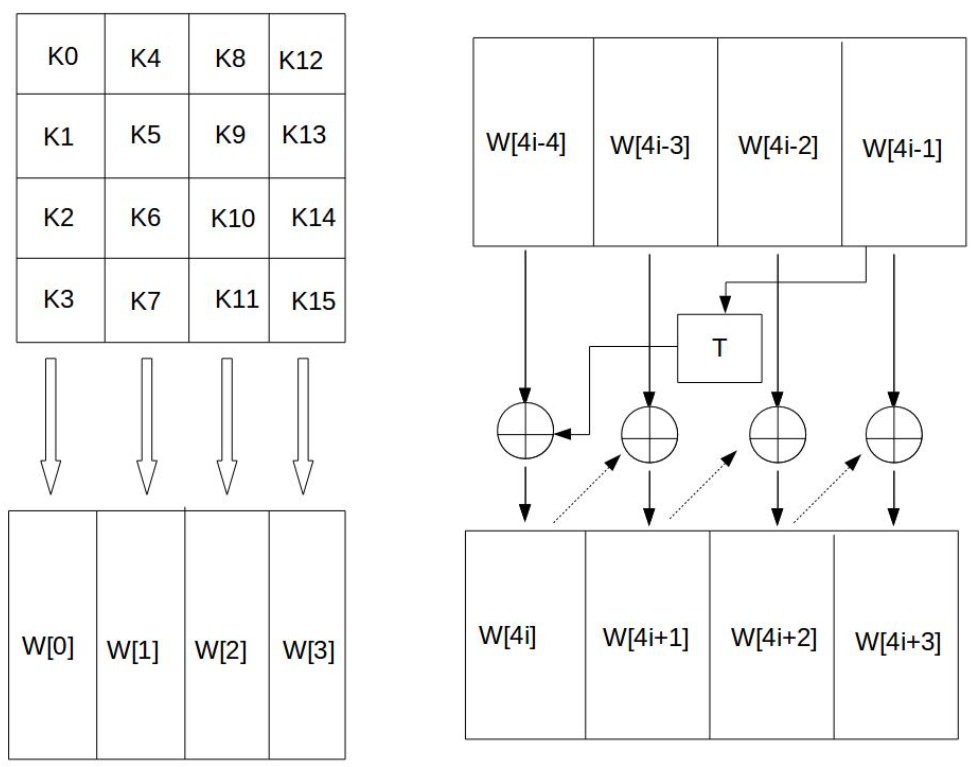 K0 K4 K8 K12
K1 K5 K9 K13
K2 K6 K10 K14
K3 K7 K11 K15
W[0] W[1] W[2] W[3]
W[4i-4] W[4i-3] W[4i-2] W[4i-1]
T
W[4i] W[4i+1] W[4i+2] W[4i+3]